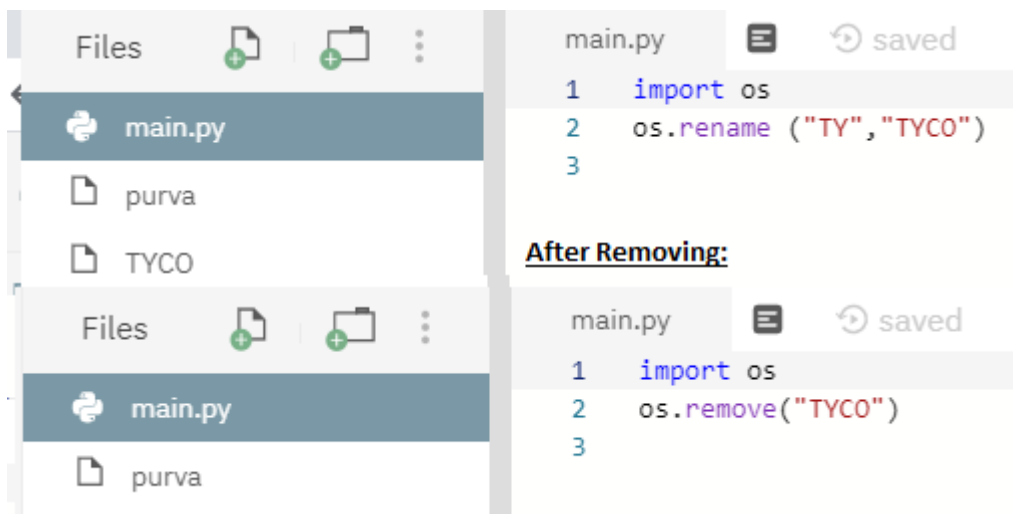 Files
main.py
purva
TYCO
main.py saved
1 import os
2 os.rename ("TY","TYCO")
3
After Removing:
Files
main.py
purva
main.py saved
1 import os
2 os.remove("TYCO")
3